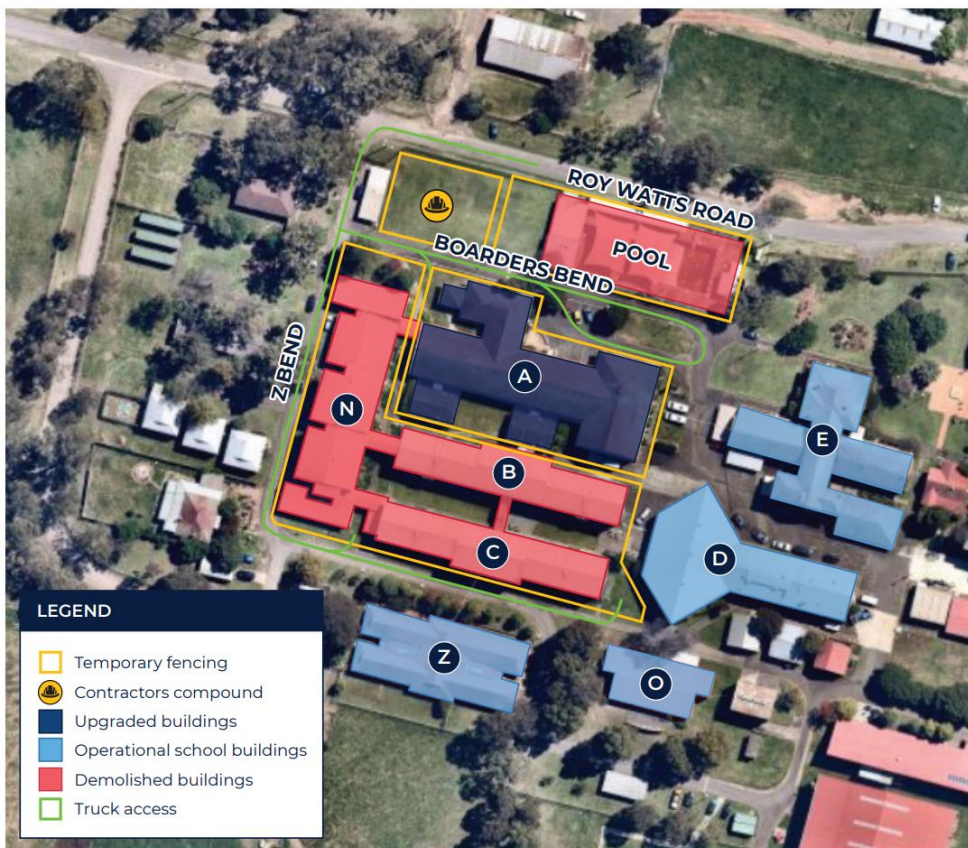 ROY WATTS ROAD
POOL
BOARDERS BEND
Z BEND
A
N
E
B
D
C
Z
O
LEGEND
Temporary fencing
Contractors compound
Upgraded buildings
Operational school buildings
Demolished buildings
Truck access